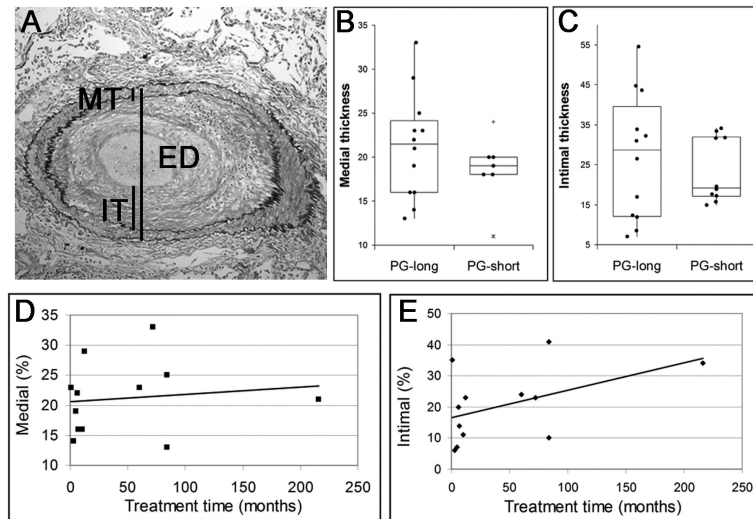 A
MT
ED
IT
B
Medial thickness
35
30
25
20
15
10
PG-long
PG-short
C
Intimal thickness
55
45
35
25
15
5
PG-long
PG-short
D
Medial (%)
35
30
25
20
15
10
0
50
100
150
200
250
Treatment time (months)
E
Intimal (%)
50
40
30
20
10
0
0
50
100
150
200
250
Treatment time (months)